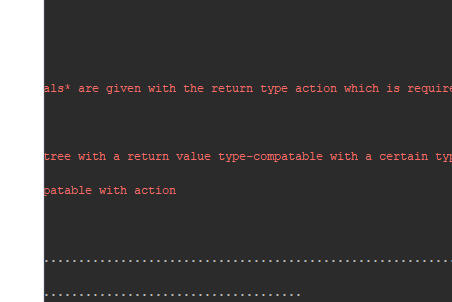 als* are given with the return type action which is require
tree with a return value type-compatable with a certain typ
patable with action
..........................................................
.....................................